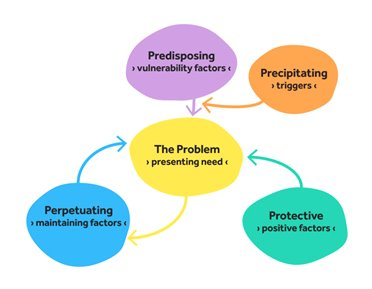 Predisposing
› vulnerability factors ‹
Precipitating
› triggers ‹
The Problem
› presenting need ‹
Perpetuating
› maintaining factors ‹
Protective
› positive factors ‹